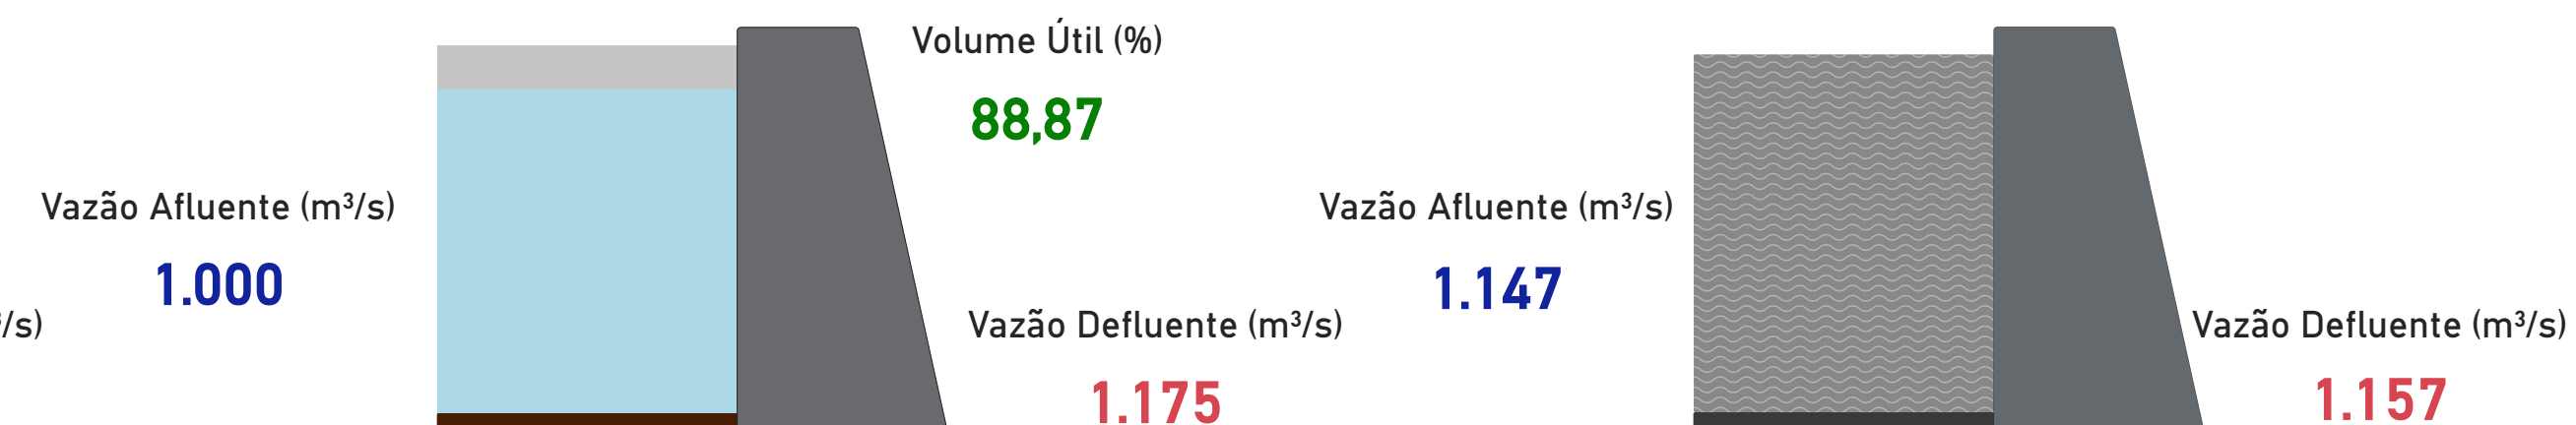 Volume Útil (%)
88,87
Vazão Afluente (m³/s)
1.000
/s)
Vazão Defluente (m³/s)
1.175
Vazão Afluente (m³/s)
1.147
Vazão Defluente (m³/s)
1.157